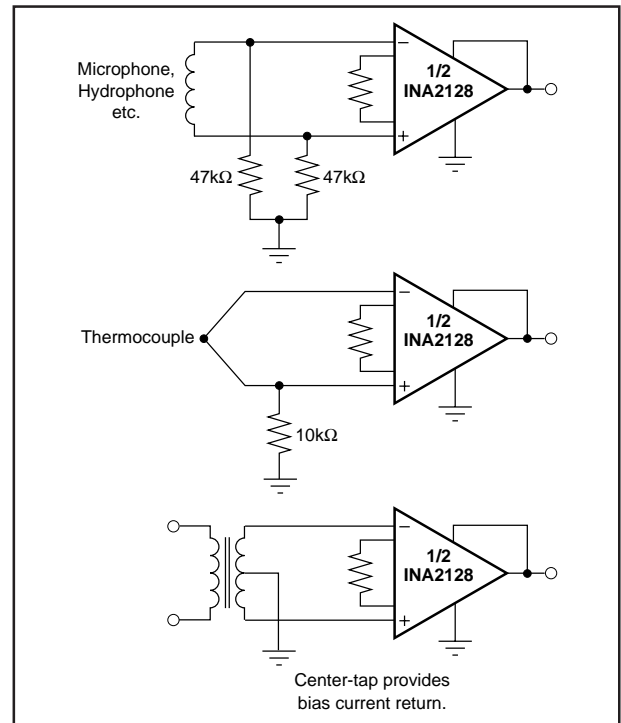 Microphone,
Hydrophone
etc.
−
1/2
INA2128
+
47kΩ
47kΩ
Thermocouple
−
1/2
INA2128
+
10kΩ
−
1/2
INA2128
+
Center-tap provides
bias current return.